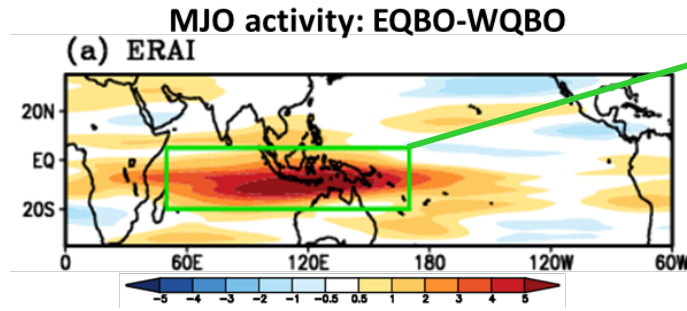 MJO activity: EQBO-WQBO
(a) ERAI
20N
EQ
20S
0 60E 120E 180 120W 60W
-5 -4 -3 -2 -1 -0.5 0.5 1 2 3 4 5